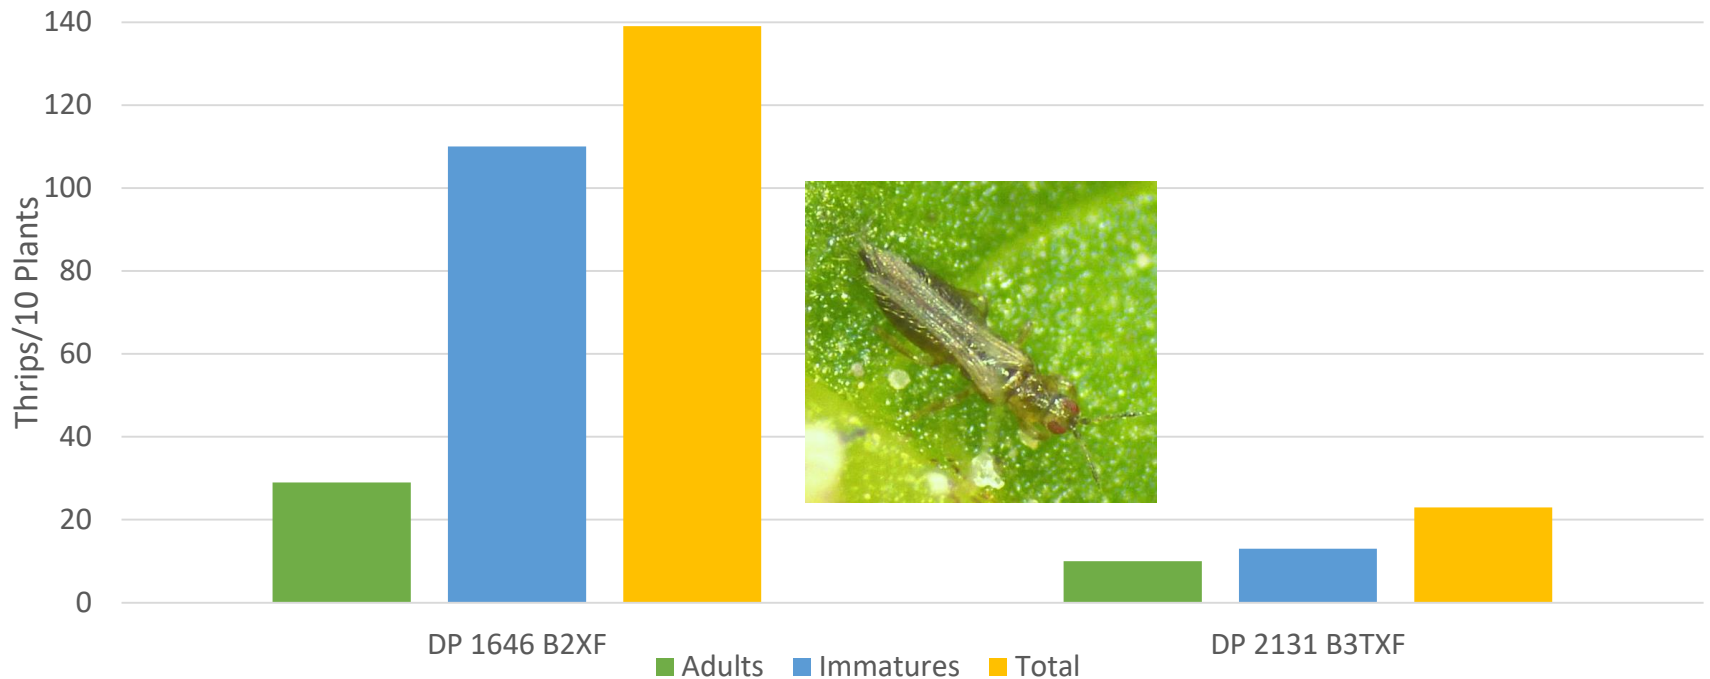 140
120
100
80
60
40
20
0
Thrips/10 Plants
DP 1646 B2XF
DP 2131 B3TXF
Adults Immatures Total